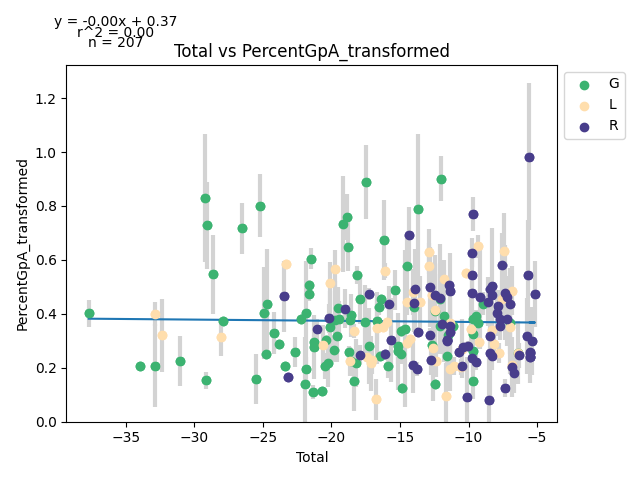 y = -0.00x + 0.37
r^2 = 0.00
n = 207
Total vs PercentGpA_transformed
G
L
R
PercentGpA_transformed
1.2
1.0
0.8
0.6
0.4
0.2
0.0
−35 −30 −25 −20 −15 −10 −5
Total